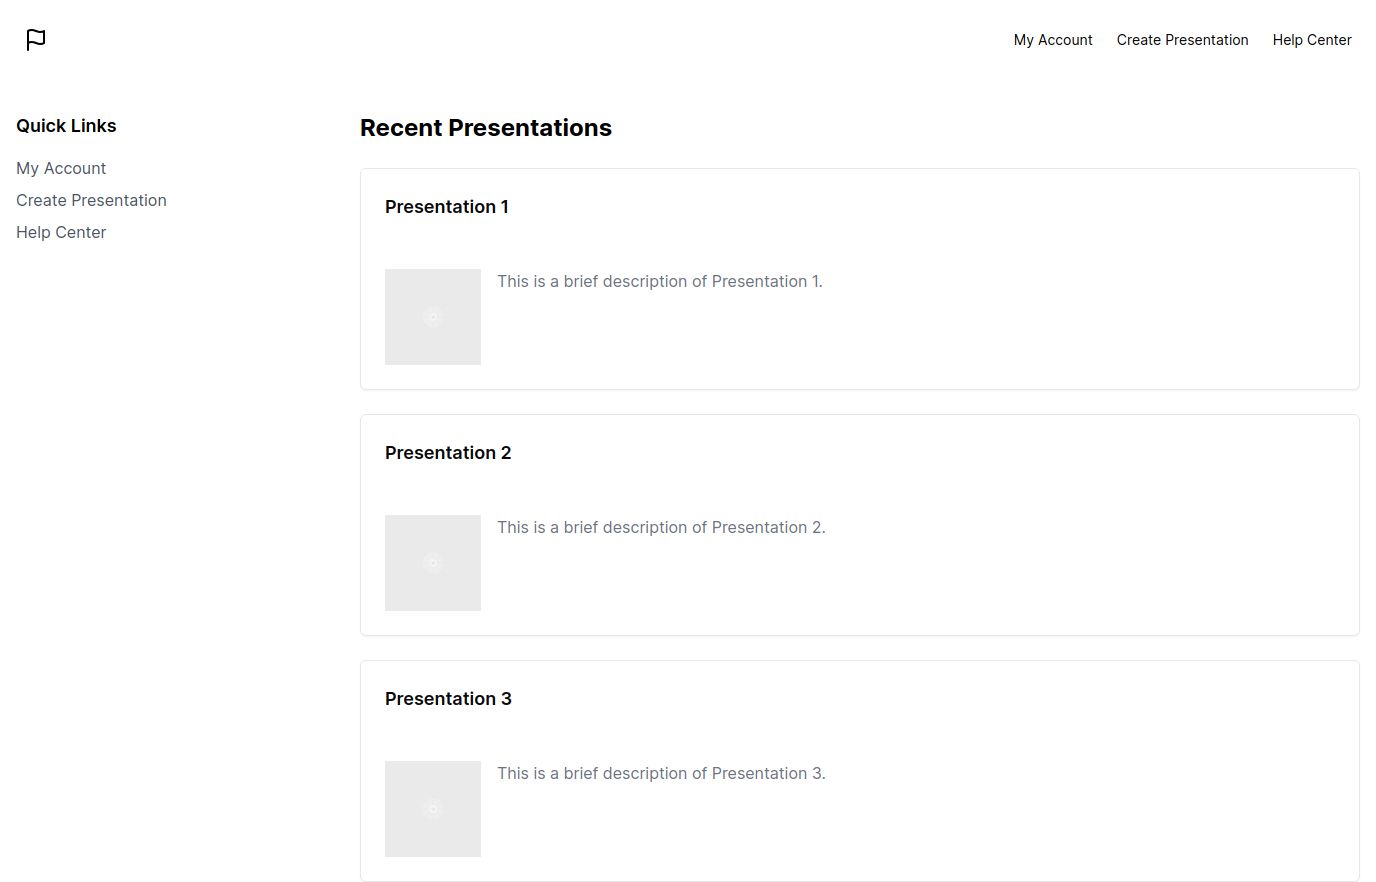 My Account
Create Presentation
Help Center
Quick Links
My Account
Create Presentation
Help Center
Recent Presentations
Presentation 1
This is a brief description of Presentation 1.
Presentation 2
This is a brief description of Presentation 2.
Presentation 3
This is a brief description of Presentation 3.